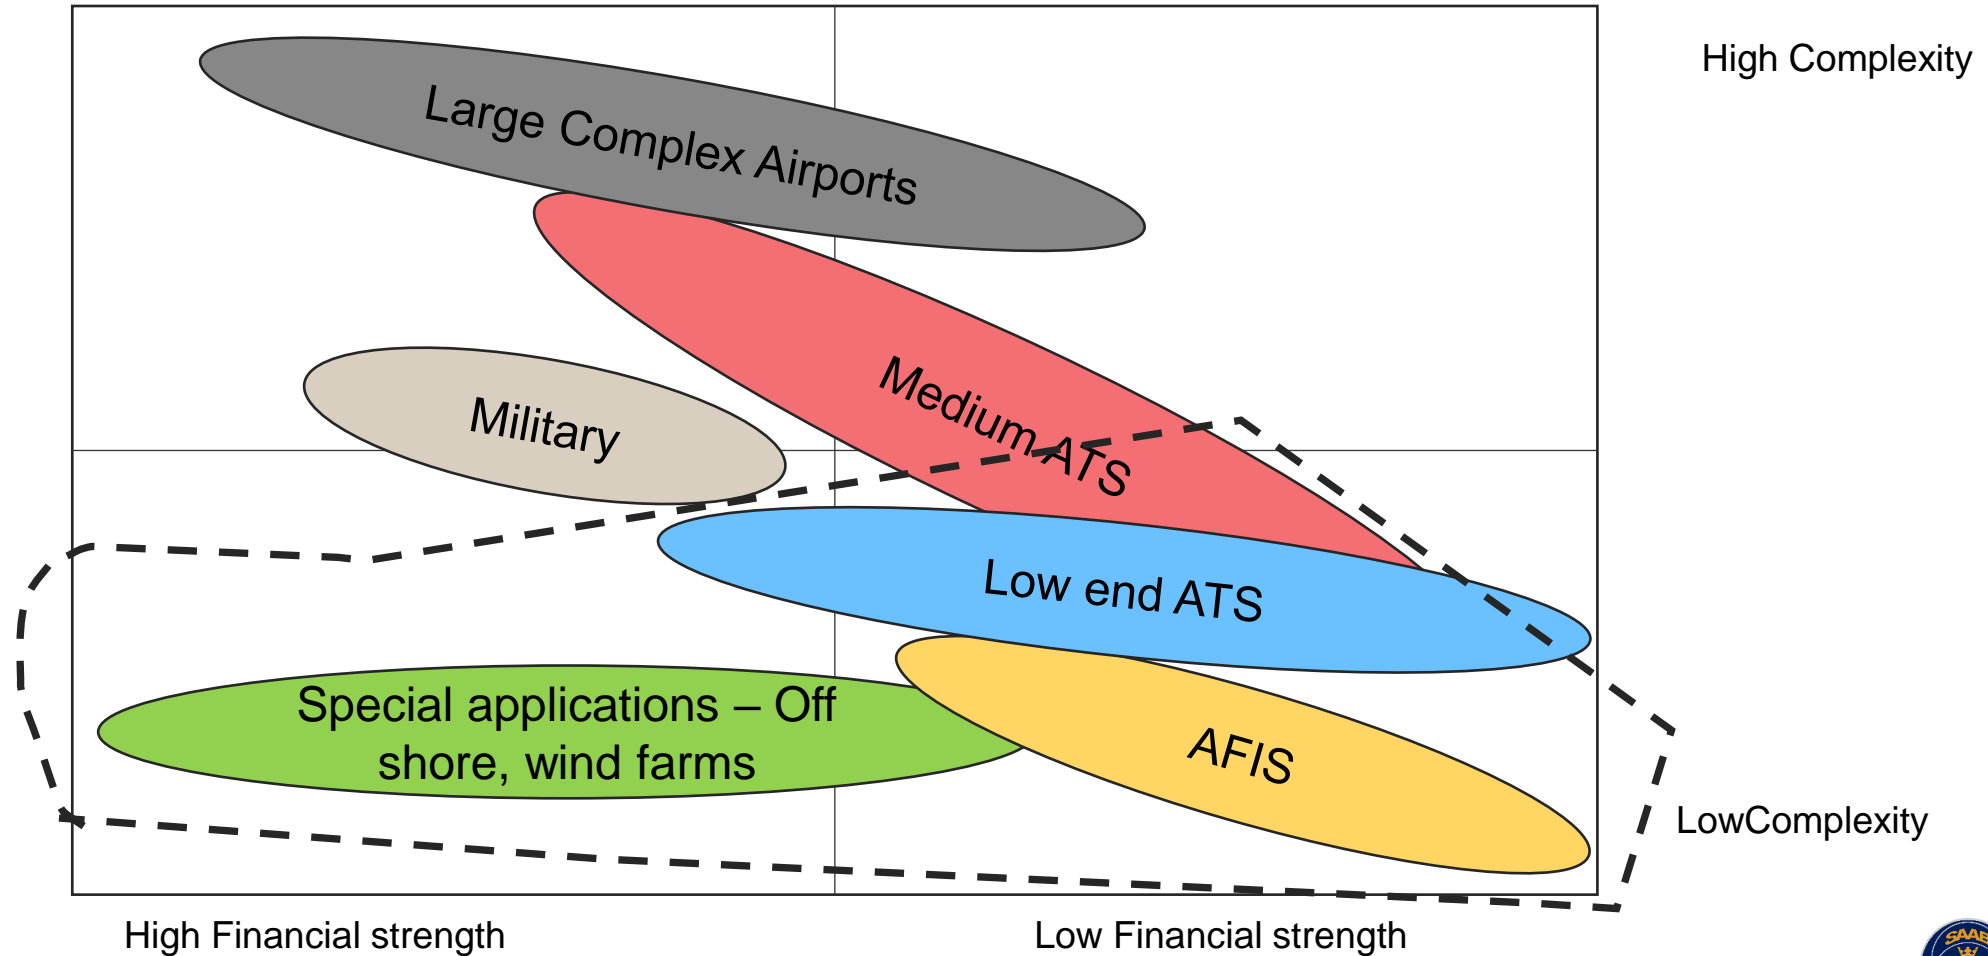 High Complexity
Large Complex Airports
Medium ATS
Military
Low end ATS
Special applications – Off
shore, wind farms
AFIS
LowComplexity
High Financial strength
Low Financial strength
SAAB